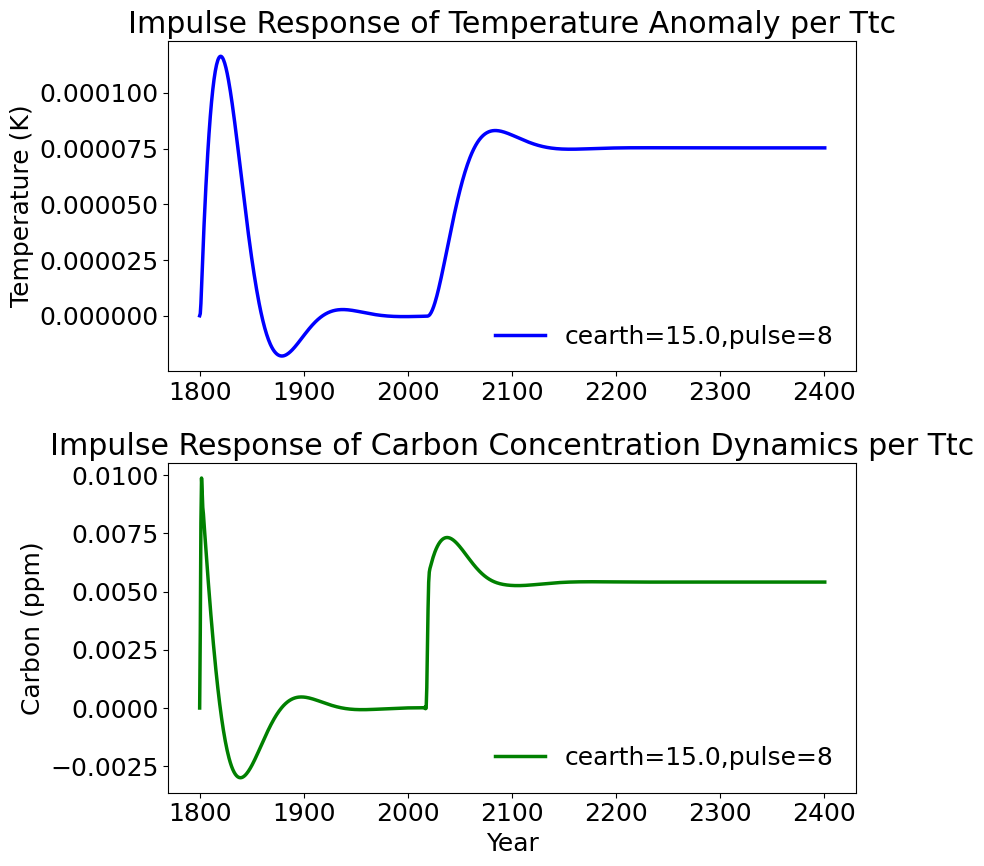 Impulse Response of Temperature Anomaly per Ttc
Temperature (K)
0.000100
0.000075
0.000050
0.000025
0.000000
cearth=15.0,pulse=8
1800 1900 2000 2100 2200 2300 2400
Impulse Response of Carbon Concentration Dynamics per Ttc
Carbon (ppm)
0.0100
0.0075
0.0050
0.0025
0.0000
−0.0025
cearth=15.0,pulse=8
1800 1900 2000 2100 2200 2300 2400
Year